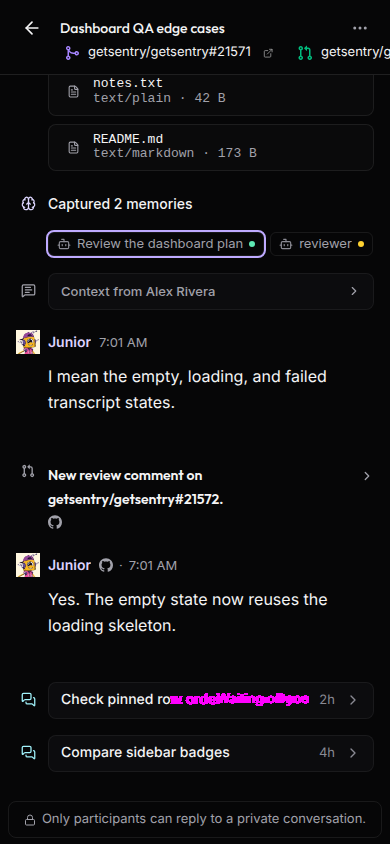 Dashboard QA edge cases
getsentry/getsentry#21571 getsentry/g
notes.txt
text/plain · 42 B
README.md
text/markdown · 173 B
Captured 2 memories
Review the dashboard plan reviewer
Context from Alex Rivera
Junior 7:01 AM
I mean the empty, loading, and failed
transcript states.
New review comment on
getsentry/getsentry#21572.
Junior · 7:01 AM
Yes. The empty state now reuses the
loading skeleton.
Check pinned 2h
Compare sidebar badges 4h
Only participants can reply to a private conversation.